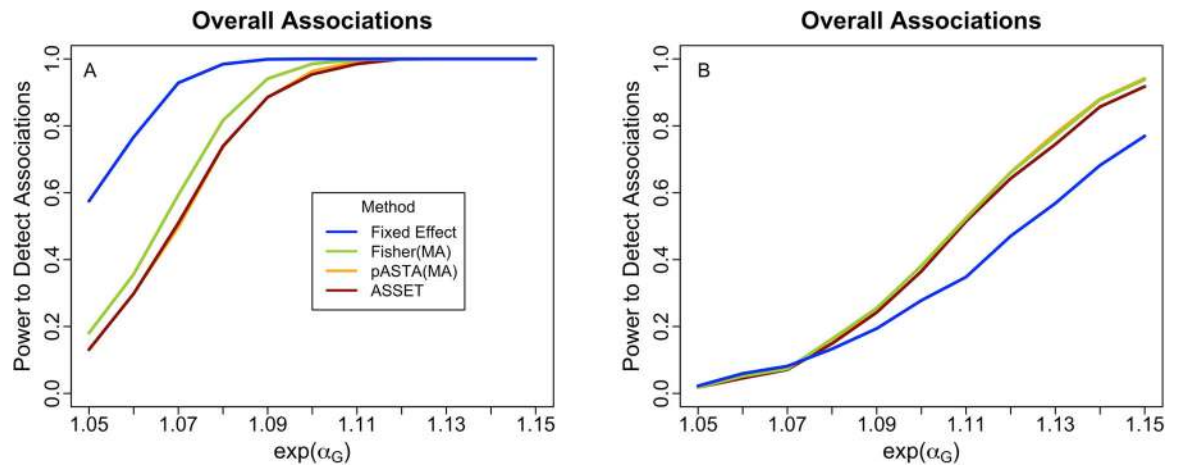 Overall Associations
A
Power to Detect Associations
0.0 0.2 0.4 0.6 0.8 1.0
Method
Fixed Effect
Fisher(MA)
pASTA(MA)
ASSET
1.05 1.07 1.09 1.11 1.13 1.15
exp(α_G)
Overall Associations
B
Power to Detect Associations
0.0 0.2 0.4 0.6 0.8 1.0
1.05 1.07 1.09 1.11 1.13 1.15
exp(α_G)